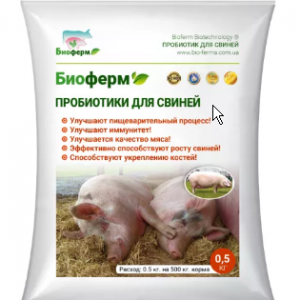 Bioferm Biotechnology ®
Биоферм
ПРОБИОТИК ДЛЯ СВИНЕЙ
www.bio-ferma.com.ua
Биоферм
ПРОБИОТИКИ ДЛЯ СВИНЕЙ
Улучшают пищеварительный процесс!
Улучшают иммунитет!
Улучшается качество мяса!
Эффективно способствуют росту свиней!
Способствуют укреплению костей!
0,5
КГ
Расход: 0.5 кг. на 500 кг. корма